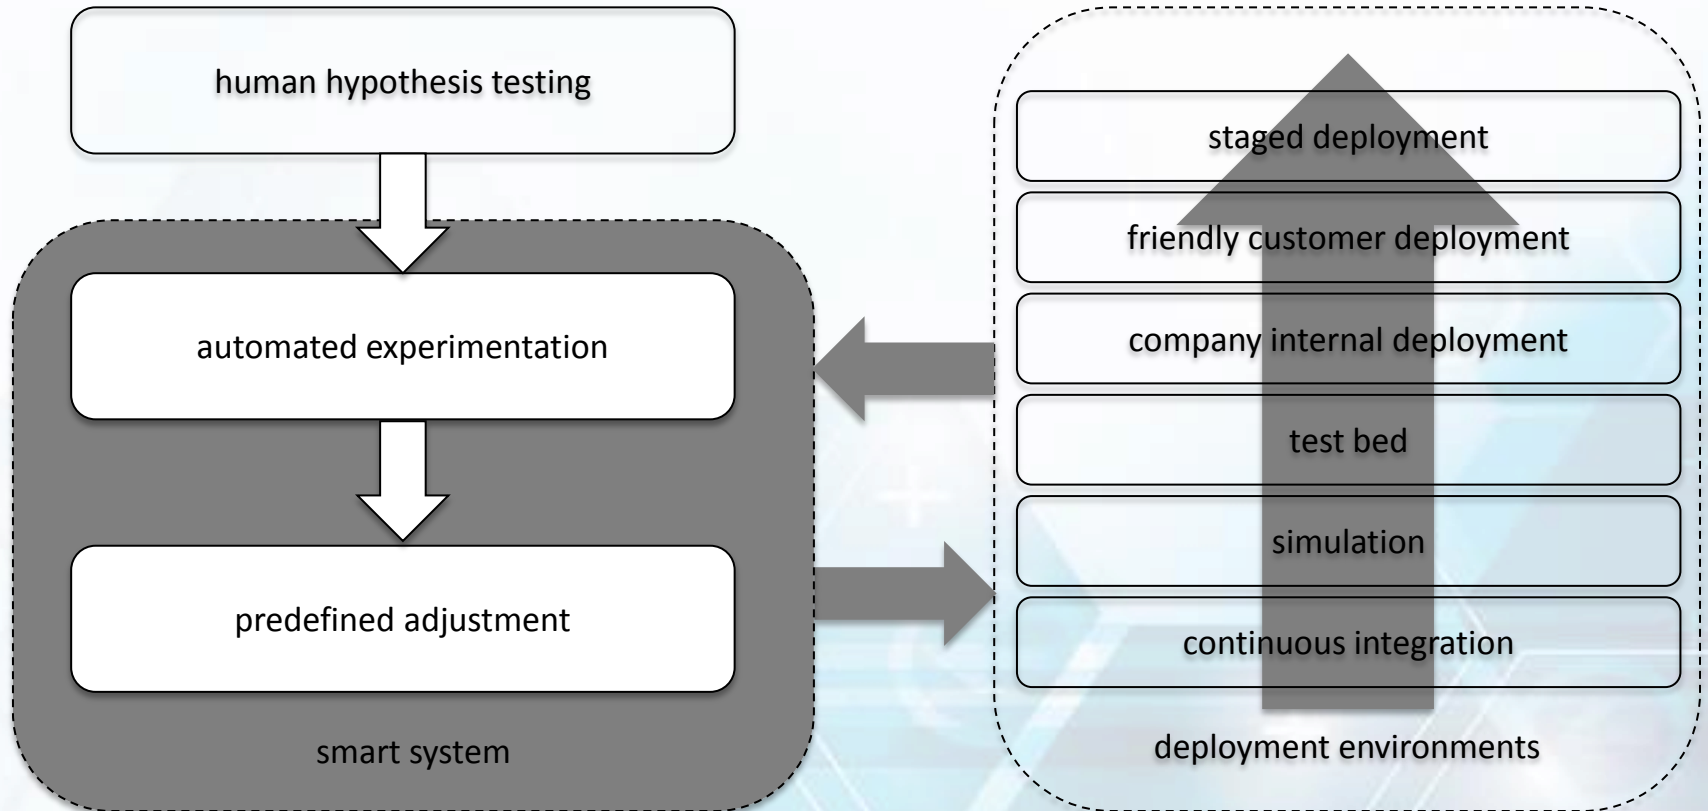 human hypothesis testing
automated experimentation
predefined adjustment
smart system
staged deployment
friendly customer deployment
company internal deployment
test bed
simulation
continuous integration
deployment environments